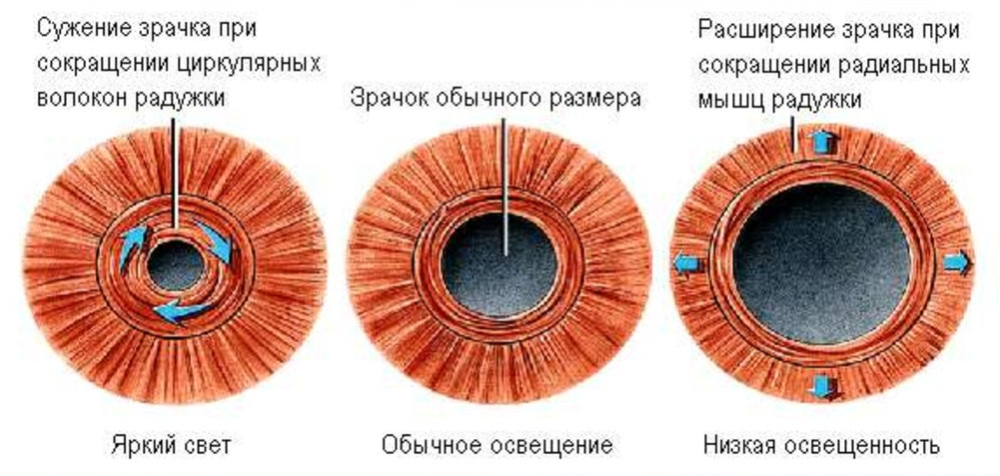 Сужение зрачка при
сокращении циркулярных
волокон радужки
Зрачок обычного размера
Расширение зрачка при
сокращении радиальных
мышц радужки
Яркий свет
Обычное освещение
Низкая освещенность